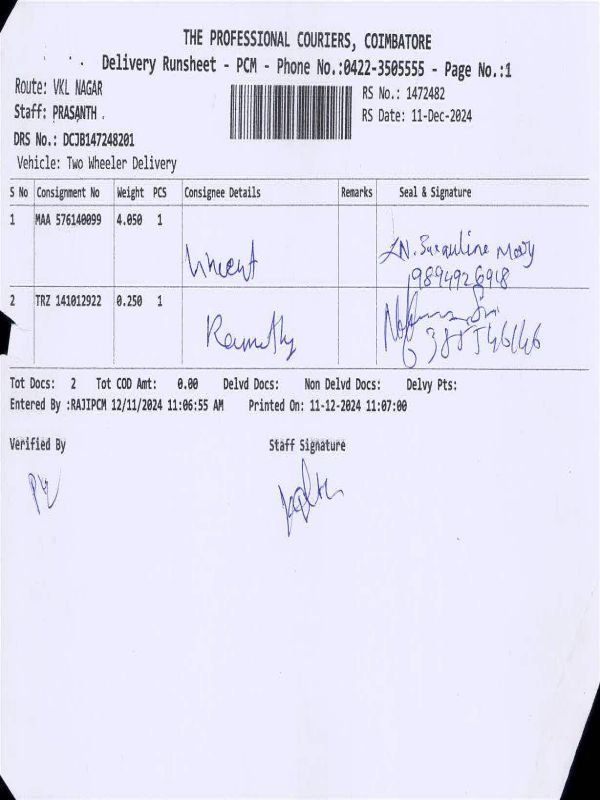 THE PROFESSIONAL COURIERS, COIMBATORE
Delivery Runsheet - PCM - Phone No.:0422-3505555 - Page No.:1
Route: VKL NAGAR
RS No.: 1472482
Staff: PRASANTH
RS Date: 11-Dec-2024
DRS No.: DCJB147248201
Vehicle: Two Wheeler Delivery
S No Consignment No Weight PCS Consignee Details Remarks Seal & Signature
1 MAA 576140099 4.050 1
Vincent
N. Jacquline Mary
9894926918
2 TRZ 141012922 0.250 1
Tot Docs: 2 Tot COD Amt: 0.00 Delvd Docs: Non Delvd Docs: Delvy Pts:
Entered By :RAJIPCM 12/11/2024 11:06:55 AM Printed On: 11-12-2024 11:07:00
Verified By Staff Signature